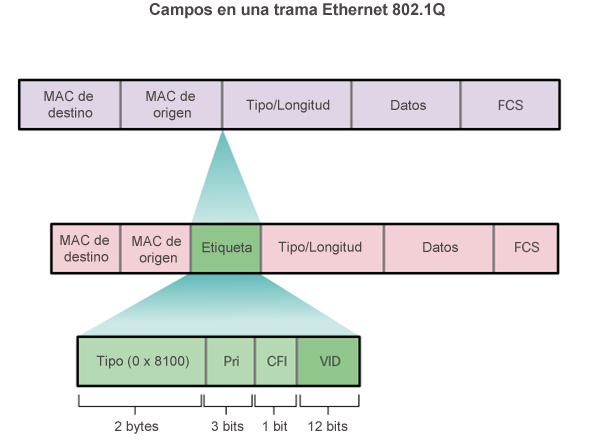 Campos en una trama Ethernet 802.1Q
MAC de
destino
MAC de
origen
Tipo/Longitud
Datos
FCS
MAC de
destino
MAC de
origen
Etiqueta
Tipo/Longitud
Datos
FCS
Tipo (0 x 8100)
Pri
CFI
VID
2 bytes
3 bits
1 bit
12 bits